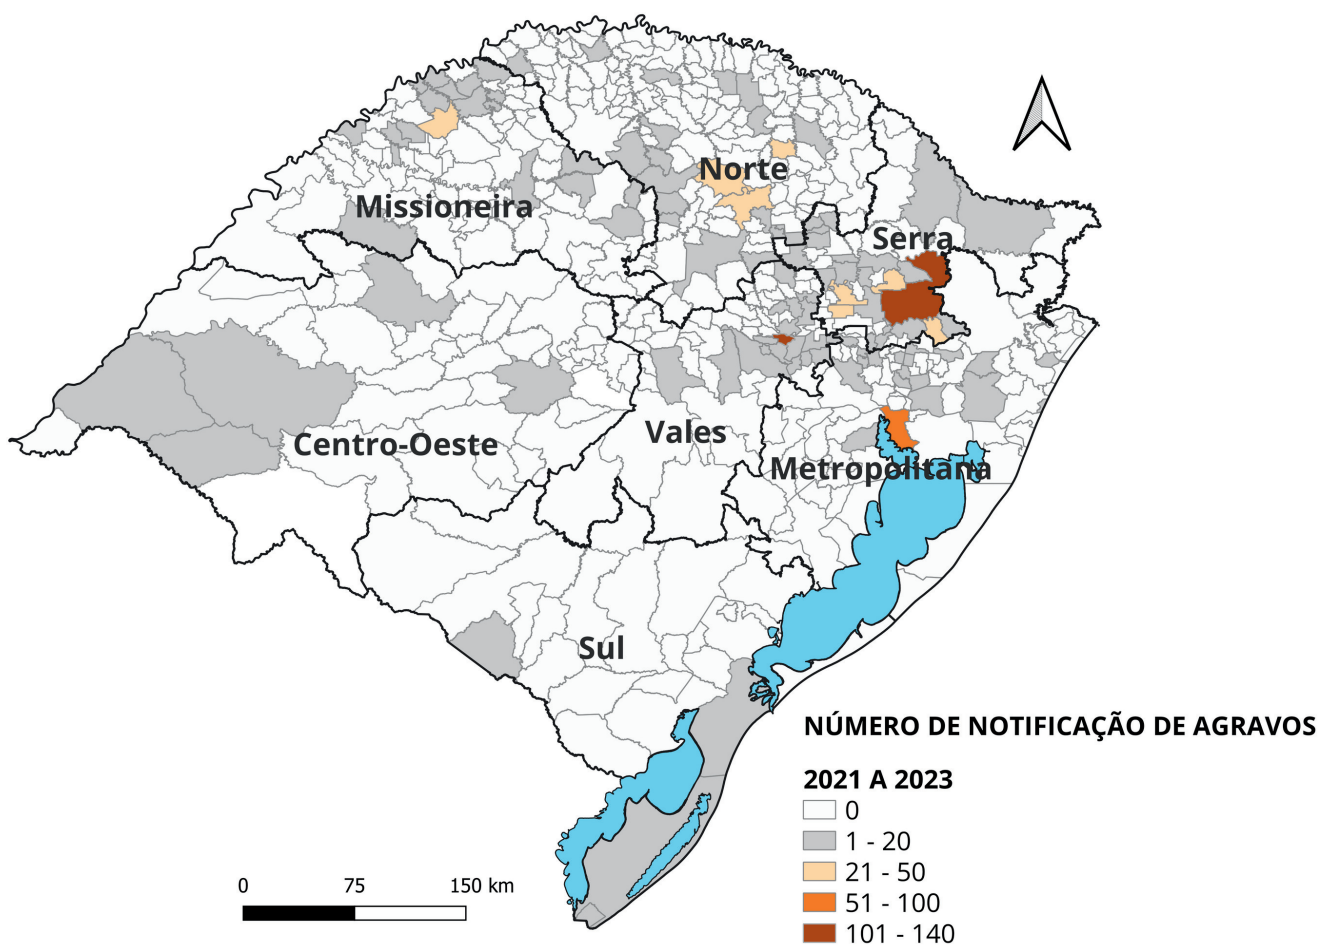 Norte
Missioneira
Serra
Vales
Centro-Oeste
Metropolitana
Sul
NÚMERO DE NOTIFICAÇÃO DE AGRAVOS
2021 A 2023
0
1 - 20
21 - 50
51 - 100
101 - 140
0 75 150 km